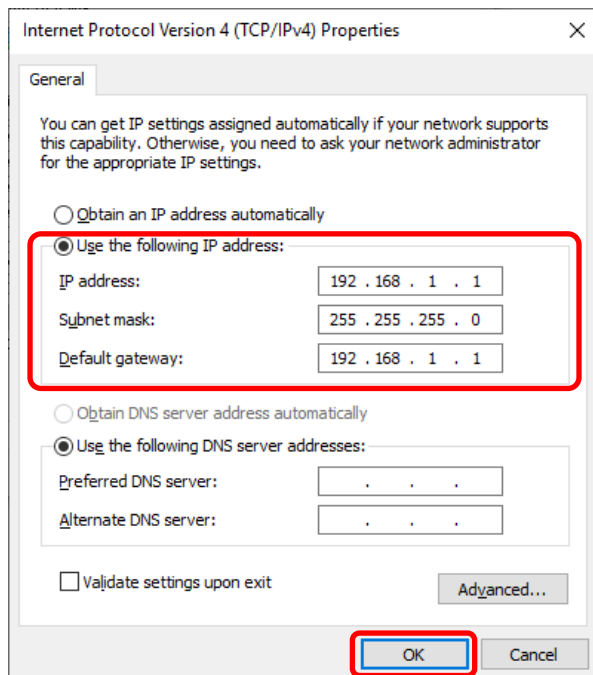 Internet Protocol Version 4 (TCP/IPv4) Properties
General
You can get IP settings assigned automatically if your network supports
this capability. Otherwise, you need to ask your network administrator
for the appropriate IP settings.
Obtain an IP address automatically
Use the following IP address:
IP address: 192 . 168 . 1 . 1
Subnet mask: 255 . 255 . 255 . 0
Default gateway: 192 . 168 . 1 . 1
Obtain DNS server address automatically
Use the following DNS server addresses:
Preferred DNS server: . . .
Alternate DNS server: . . .
Validate settings upon exit
Advanced...
OK Cancel